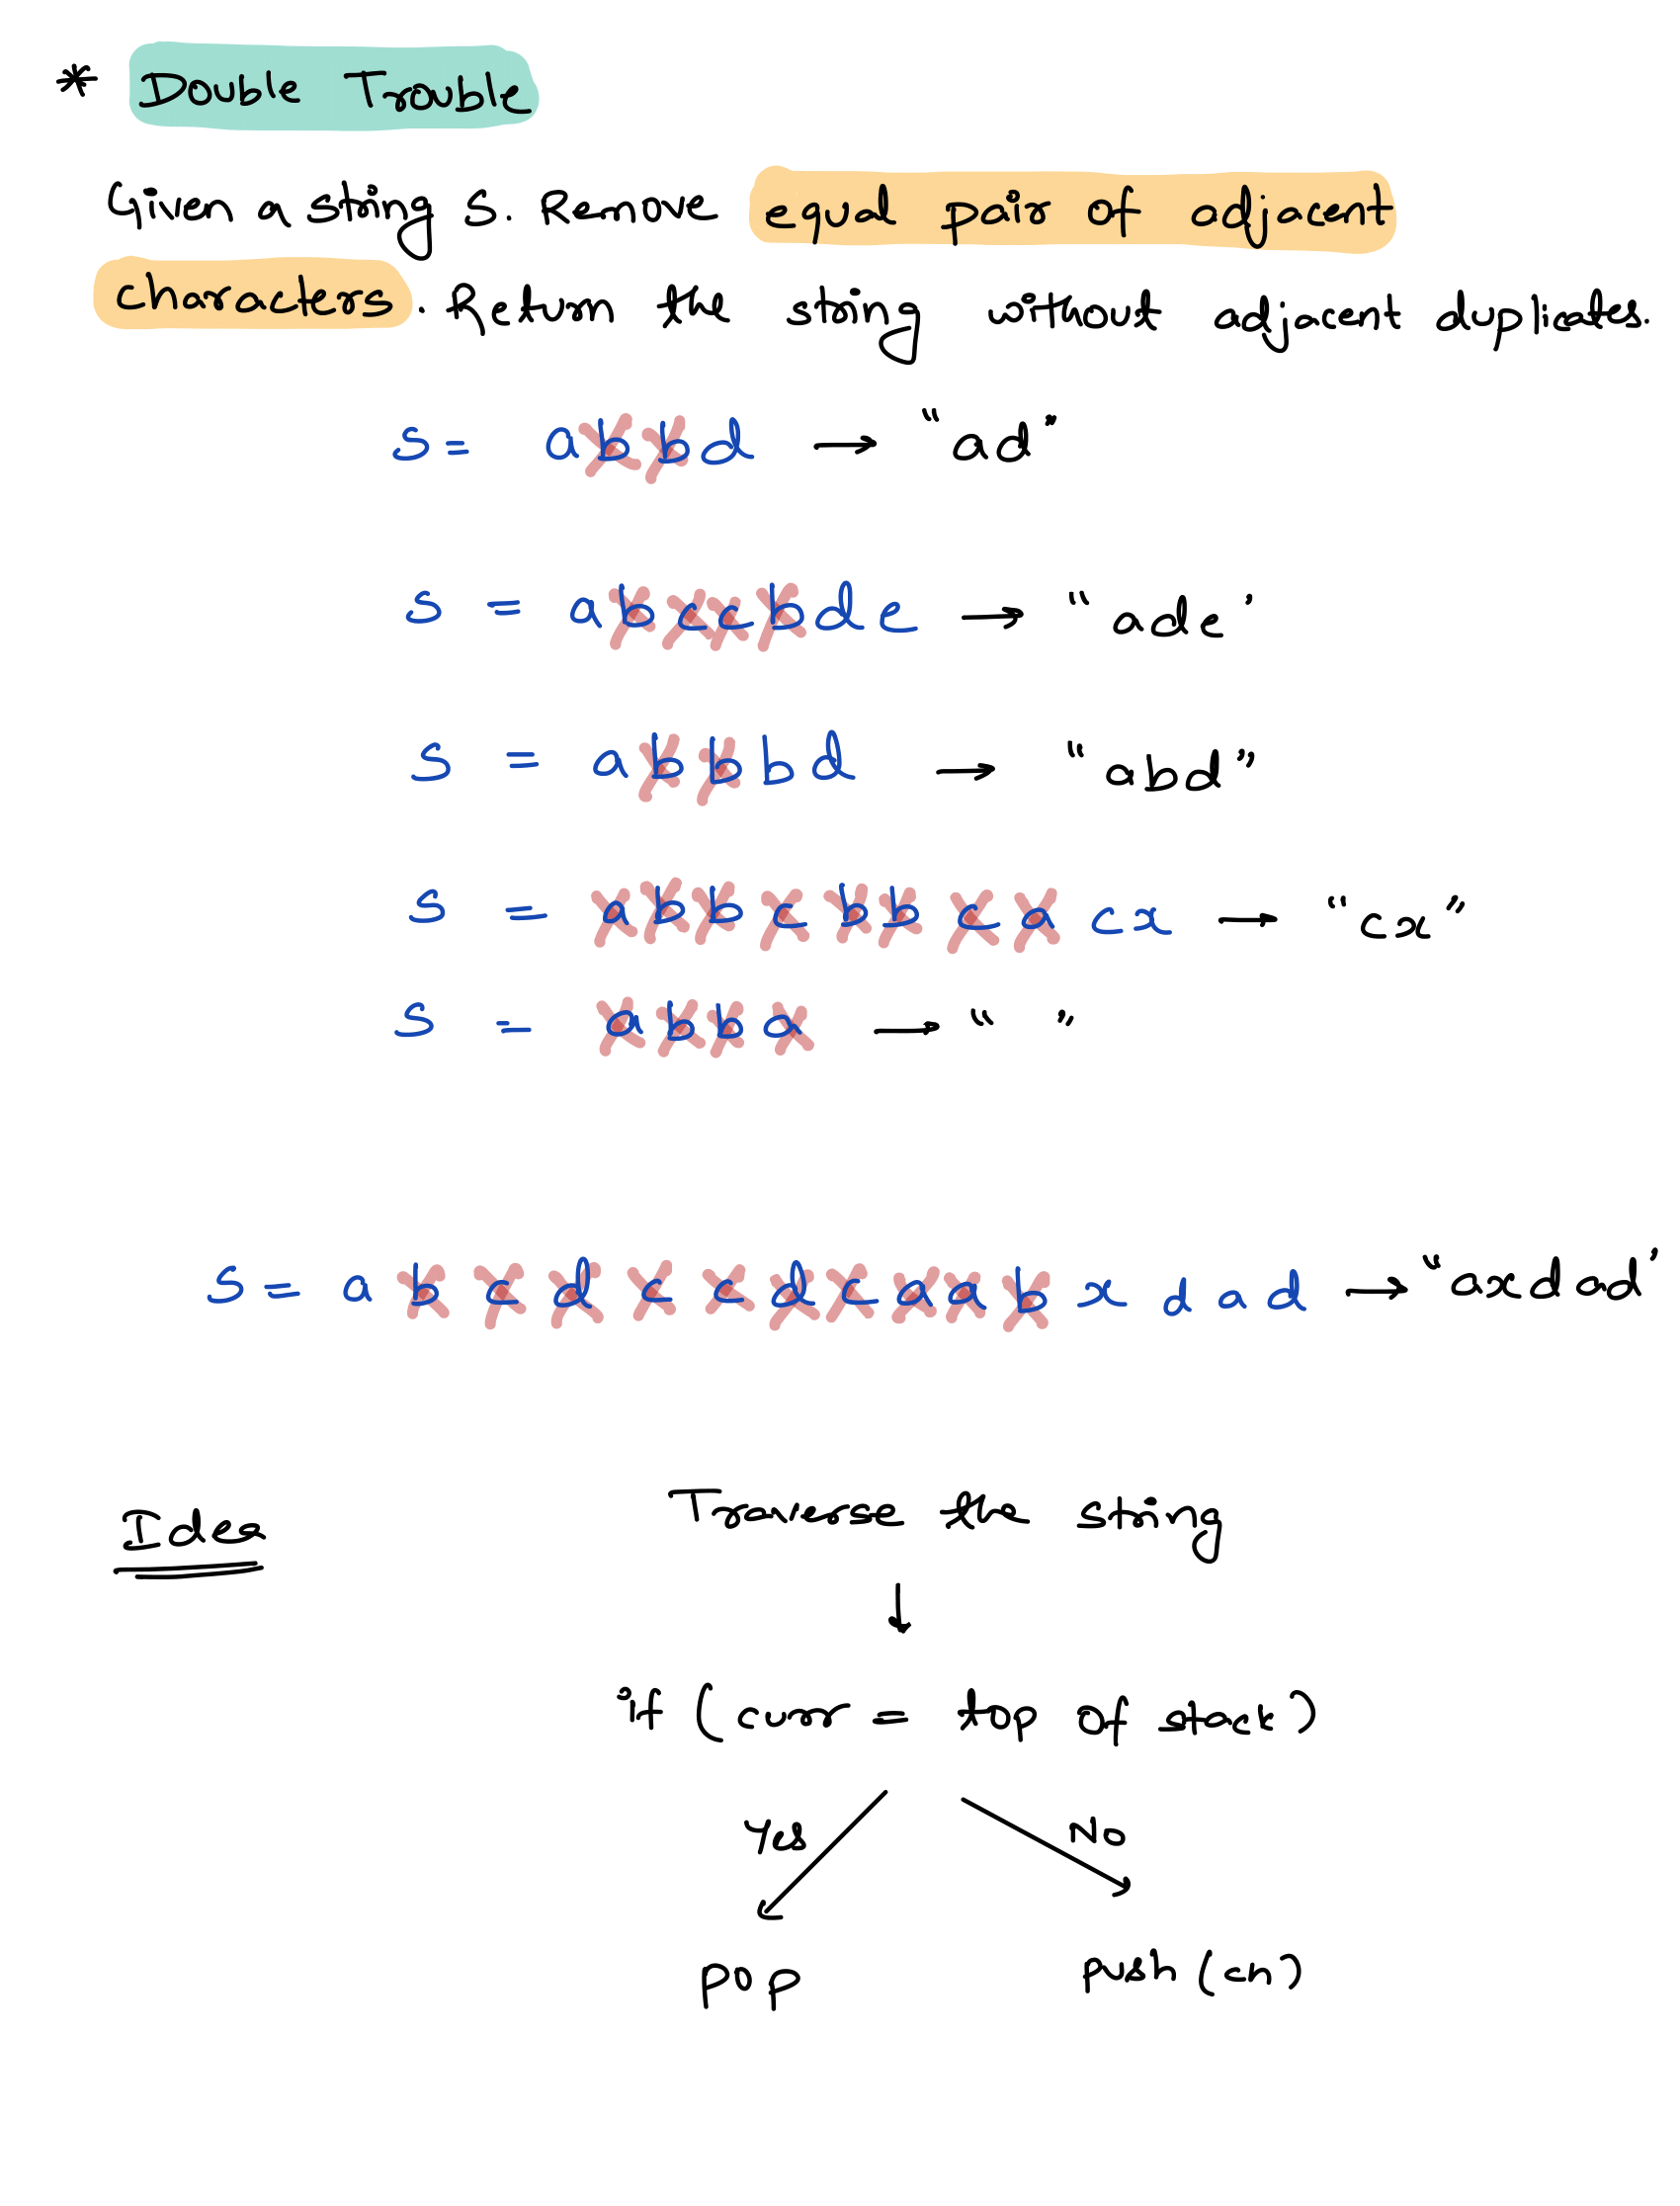 * Double Trouble
Given a sting S. Remove equal pair of adjacent
characters. Return the string without adjacent duplicates.
S = abbd → "ad"
S = abccbde → "ade"
S = abbbd → "abd"
S = abbcbbcacx → "cx"
S = abba → " "
S = abcdccdcaabxdad → "axdad"
Idea
Traverse the string
↓
if (curr = top of stack)
Yes No
pop push (ch)